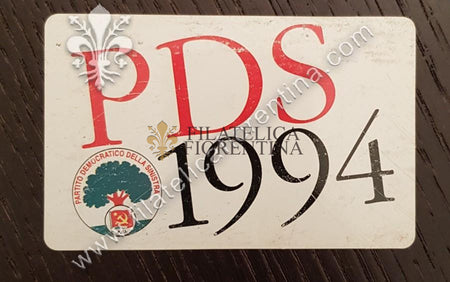 PDS
1994
PARTITO DEMOCRATICO DELLA SINISTRA
FILATELICA
FIORENTINA
www.filatelicafiorentina.com